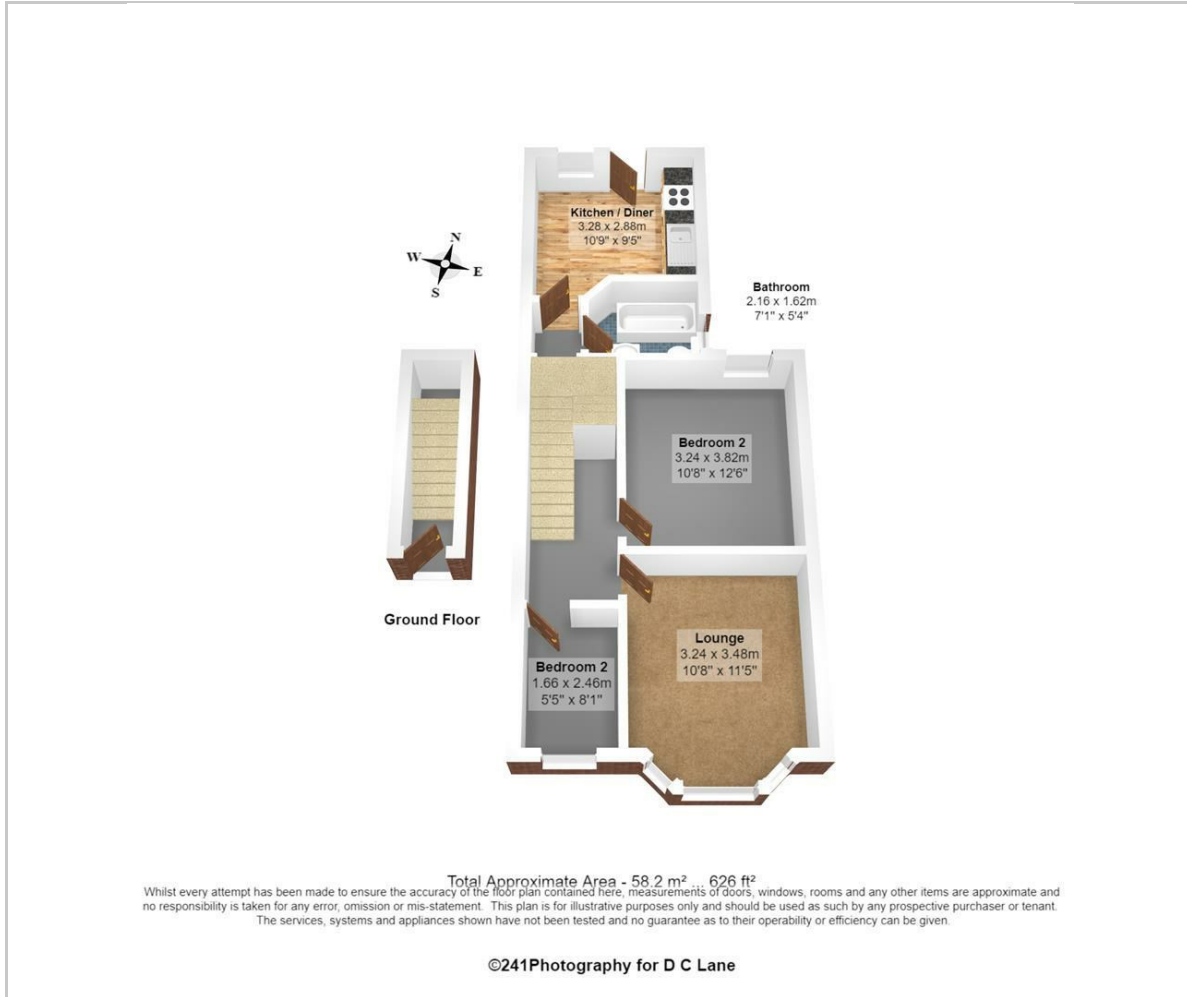 Kitchen / Diner
3.28 x 2.88m
10'9" x 9'5"
N
W
E
S
Bathroom
2.16 x 1.62m
7'1" x 5'4"
Bedroom 2
3.24 x 3.82m
10'8" x 12'6"
Ground Floor
Lounge
3.24 x 3.48m
10'8" x 11'5"
Bedroom 2
1.66 x 2.46m
5'5" x 8'1"
Total Approximate Area - 58.2 m² ... 626 ft²
Whilst every attempt has been made to ensure the accuracy of the floor plan contained here, measurements of doors, windows, rooms and any other items are approximate and
no responsibility is taken for any error, omission or mis-statement. This plan is for illustrative purposes only and should be used as such by any prospective purchaser or tenant.
The services, systems and appliances shown have not been tested and no guarantee as to their operability or efficiency can be given.
©241Photography for D C Lane